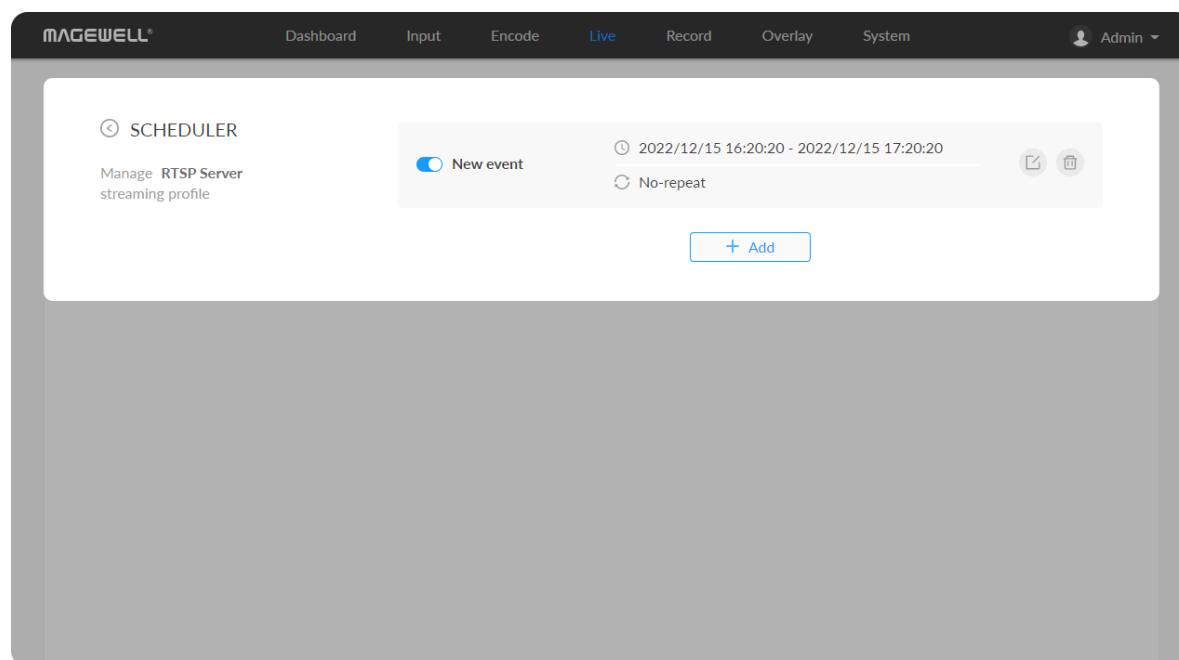 MAGEWELL® Dashboard Input Encode Live Record Overlay System Admin
SCHEDULER
Manage RTSP Server
streaming profile
New event
2022/12/15 16:20:20 - 2022/12/15 17:20:20
No-repeat
+ Add